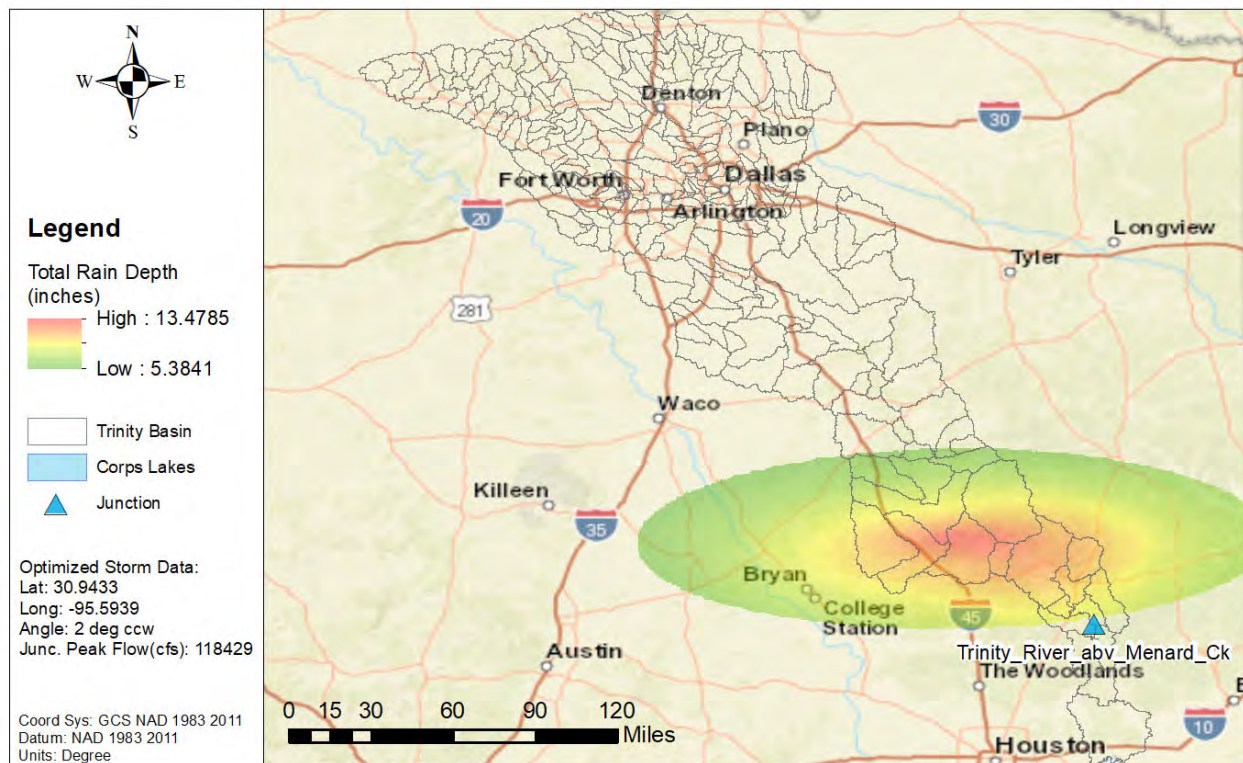 N
W E
S
Legend
Total Rain Depth
(inches)
High : 13.4785
Low : 5.3841
Trinity Basin
Corps Lakes
Junction
Optimized Storm Data:
Lat: 30.9433
Long: -95.5939
Angle: 2 deg ccw
Junc. Peak Flow(cfs): 118429
Coord Sys: GCS NAD 1983 2011
Datum: NAD 1983 2011
Units: Degree
Denton
30
Plano
Dallas
Fort Worth
Arlington
20
Longview
Tyler
281
Waco
Killeen
35
Bryan
College
Station
45
Trinity_River_abv_Menard_Ck
Austin
The Woodlands
0 15 30 60 90 120
Miles
10
Houston